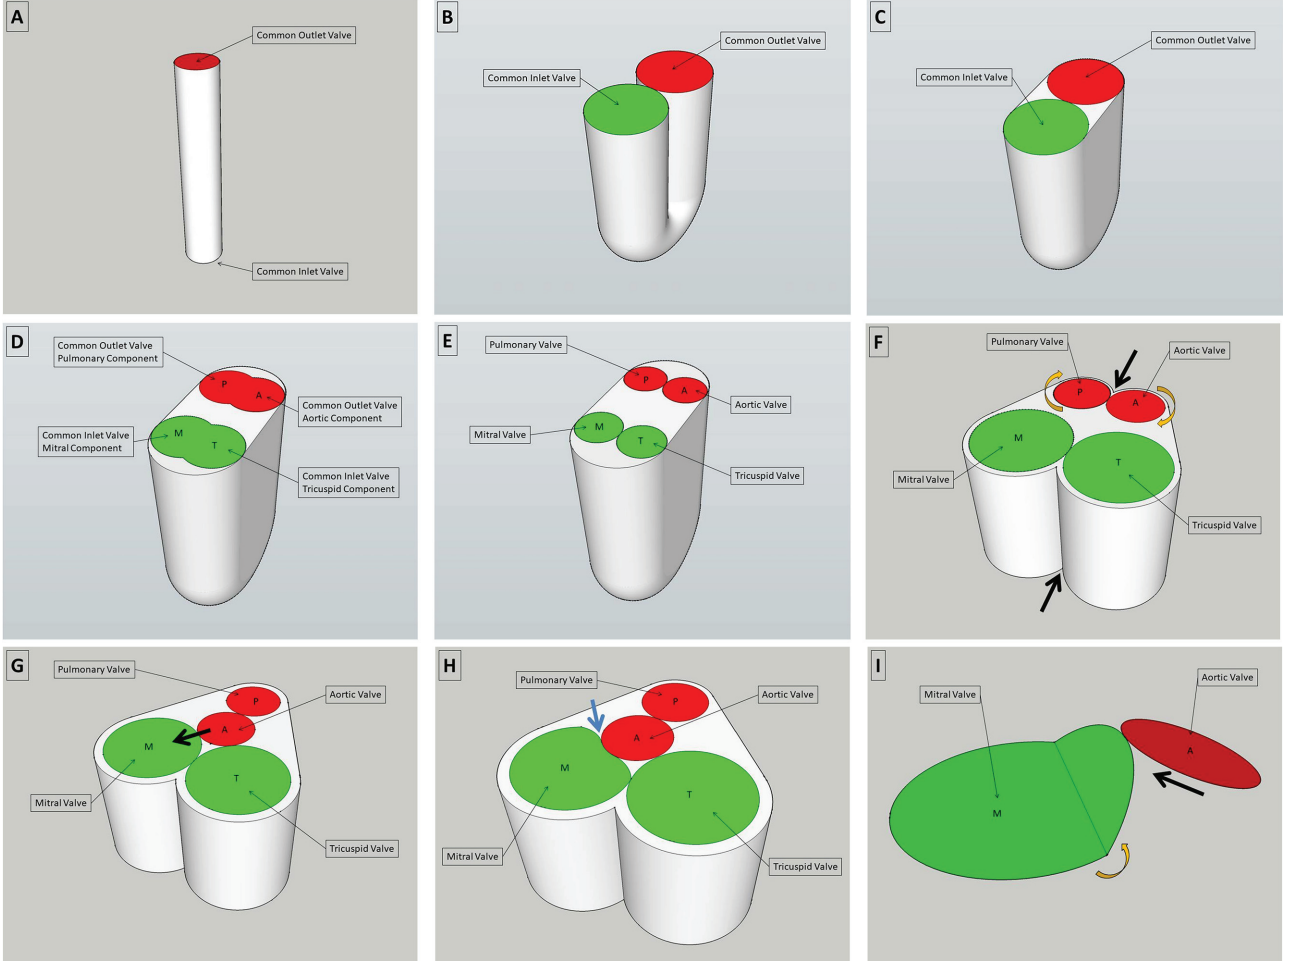 A
Common Outlet Valve
Common Inlet Valve
B
Common Outlet Valve
Common Inlet Valve
C
Common Outlet Valve
Common Inlet Valve
D
Common Outlet Valve
Pulmonary Component
P
A
Common Outlet Valve
Aortic Component
Common Inlet Valve
Mitral Component
M
T
Common Inlet Valve
Tricuspid Component
E
Pulmonary Valve
P
A
Aortic Valve
Mitral Valve
M
T
Tricuspid Valve
F
Pulmonary Valve
Aortic Valve
P
A
M
T
Mitral Valve
Tricuspid Valve
G
Pulmonary Valve
Aortic Valve
P
A
M
T
Mitral Valve
Tricuspid Valve
H
Pulmonary Valve
Aortic Valve
P
A
M
T
Mitral Valve
Tricuspid Valve
I
Aortic Valve
Mitral Valve
A
M